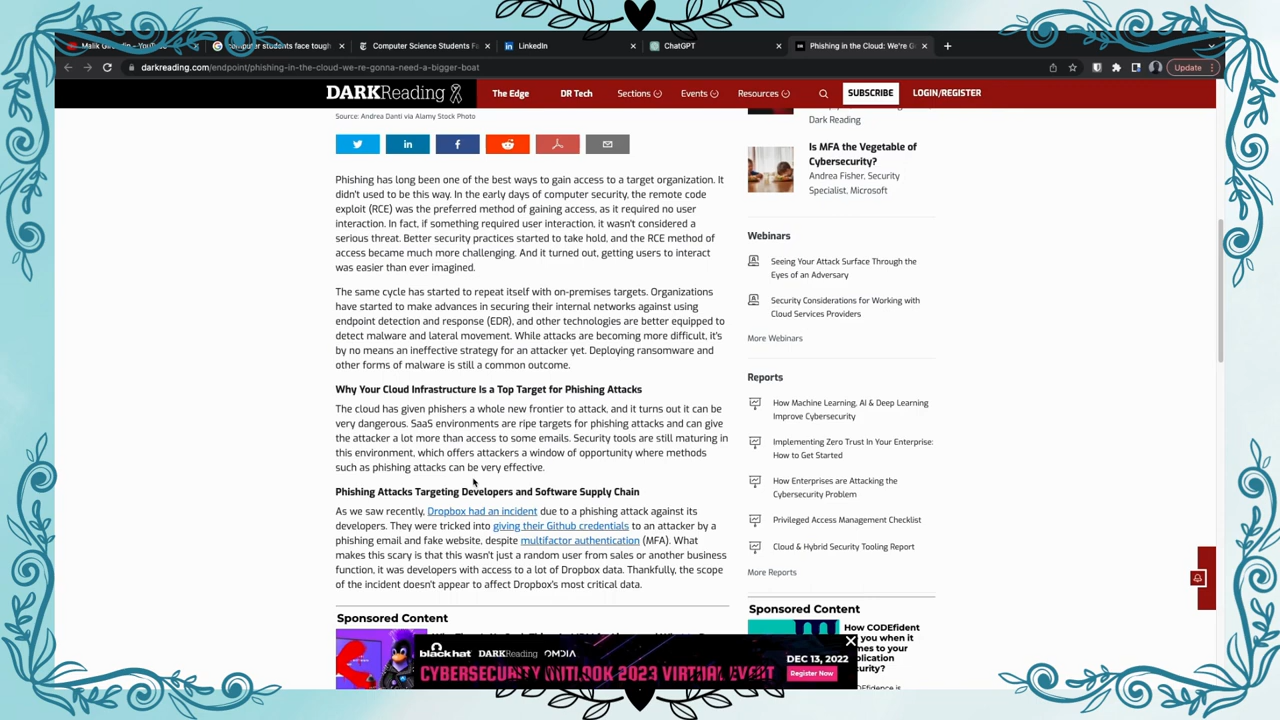 Malik Girondin - YouTube
computer students face tough
Computer Science Students Fa
LinkedIn
ChatGPT
Phishing in the Cloud: We're G
darkreading.com/endpoint/phishing-in-the-cloud-we-re-gonna-need-a-bigger-boat
Update
DARKReading
The Edge
DR Tech
Sections
Events
Resources
SUBSCRIBE
LOGIN/REGISTER
Source: Andrea Danti via Alamy Stock Photo
Phishing has long been one of the best ways to gain access to a target organization. It
didn't used to be this way. In the early days of computer security, the remote code
exploit (RCE) was the preferred method of gaining access, as it required no user
interaction. In fact, if something required user interaction, it wasn't considered a
serious threat. Better security practices started to take hold, and the RCE method of
access became much more challenging. And it turned out, getting users to interact
was easier than ever imagined.
The same cycle has started to repeat itself with on-premises targets. Organizations
have started to make advances in securing their internal networks against using
endpoint detection and response (EDR), and other technologies are better equipped to
detect malware and lateral movement. While attacks are becoming more difficult, it's
by no means an ineffective strategy for an attacker yet. Deploying ransomware and
other forms of malware is still a common outcome.
Why Your Cloud Infrastructure Is a Top Target for Phishing Attacks
The cloud has given phishers a whole new frontier to attack, and it turns out it can be
very dangerous. SaaS environments are ripe targets for phishing attacks and can give
the attacker a lot more than access to some emails. Security tools are still maturing in
this environment, which offers attackers a window of opportunity where methods
such as phishing attacks can be very effective.
Phishing Attacks Targeting Developers and Software Supply Chain
As we saw recently, Dropbox had an incident due to a phishing attack against its
developers. They were tricked into giving their Github credentials to an attacker by a
phishing email and fake website, despite multifactor authentication (MFA). What
makes this scary is that this wasn't just a random user from sales or another business
function, it was developers with access to a lot of Dropbox data. Thankfully, the scope
of the incident doesn't appear to affect Dropbox's most critical data.
Sponsored Content
Dark Reading
Is MFA the Vegetable of
Cybersecurity?
Andrea Fisher, Security
Specialist, Microsoft
Webinars
Seeing Your Attack Surface Through the
Eyes of an Adversary
Security Considerations for Working with
Cloud Services Providers
More Webinars
Reports
How Machine Learning, AI & Deep Learning
Improve Cybersecurity
Implementing Zero Trust In Your Enterprise:
How to Get Started
How Enterprises are Attacking the
Cybersecurity Problem
Privileged Access Management Checklist
Cloud & Hybrid Security Tooling Report
More Reports
Sponsored Content
How CODEfident
you when it
mes to your
plication
curity?
black hat DARKReading OMDIA
CYBERSECURITY OUTLOOK 2023 VIRTUAL EVENT
DEC 13, 2022
Register Now